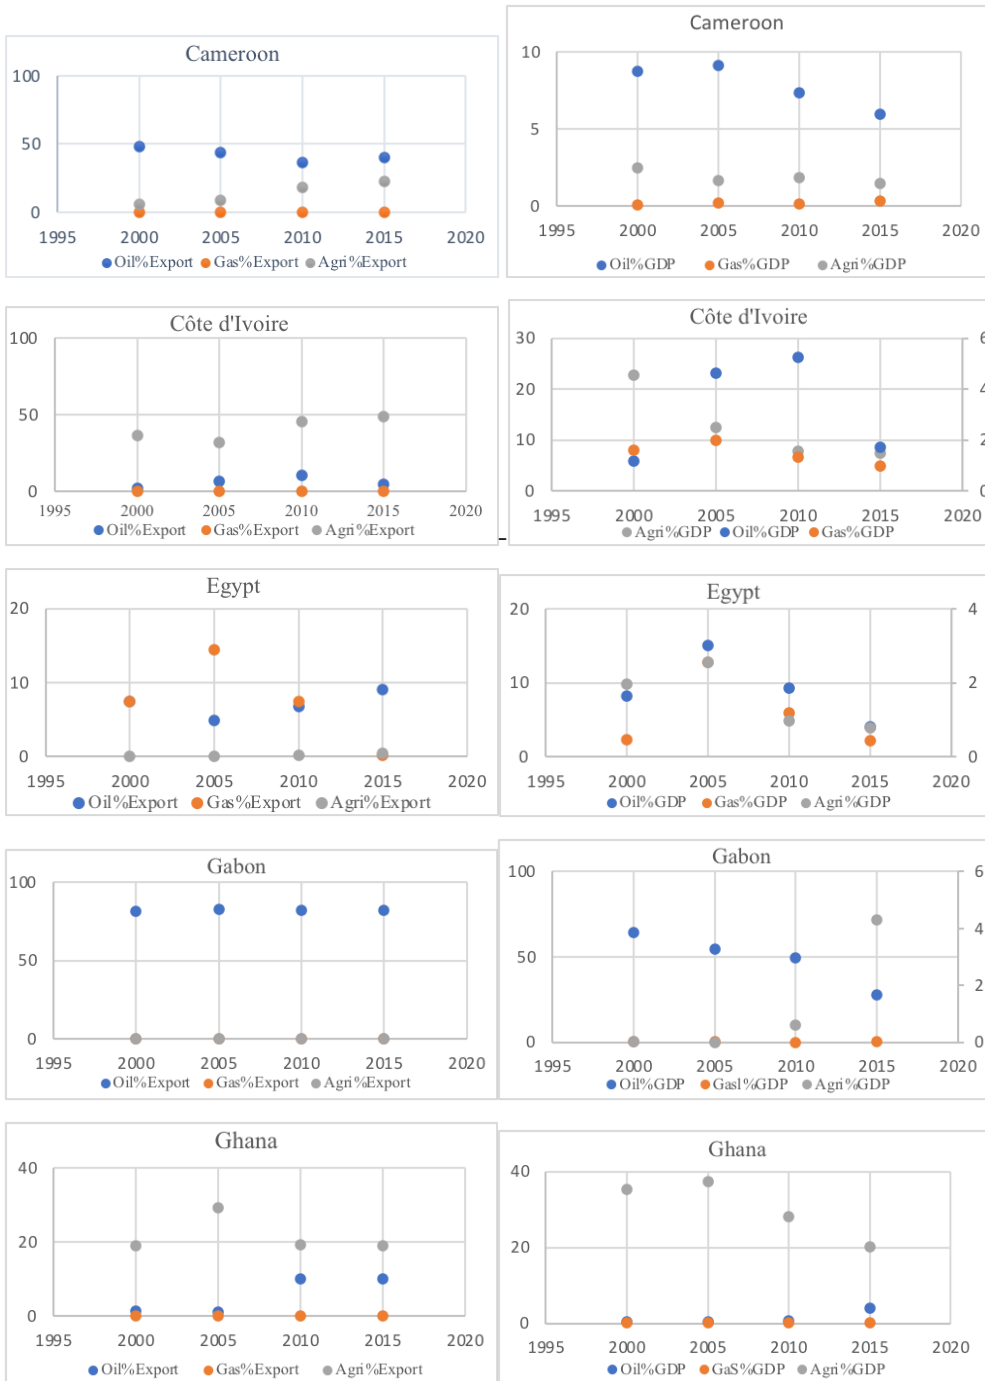 Cameroon
100
50
0
1995 2000 2005 2010 2015 2020
Oil%Export Gas%Export Agri%Export
Cameroon
10
5
0
1995 2000 2005 2010 2015 2020
Oil%GDP Gas%GDP Agri%GDP
Côte d'Ivoire
100
50
0
1995 2000 2005 2010 2015 2020
Oil%Export Gas%Export Agri%Export
Côte d'Ivoire
30 6
20 4
10 2
0 0
1995 2000 2005 2010 2015 2020
Agri%GDP Oil%GDP Gas%GDP
Egypt
20
10
0
1995 2000 2005 2010 2015 2020
Oil%Export Gas%Export Agri%Export
Egypt
20 4
10 2
0 0
1995 2000 2005 2010 2015 2020
Oil%GDP Gas%GDP Agri%GDP
Gabon
100
50
0
1995 2000 2005 2010 2015 2020
Oil%Export Gas%Export Agri%Export
Gabon
100 6
4
50
2
0 0
1995 2000 2005 2010 2015 2020
Oil%GDP Gasl%GDP Agri%GDP
Ghana
40
20
0
1995 2000 2005 2010 2015 2020
Oil%Export Gas%Export Agri%Export
Ghana
40
20
0
1995 2000 2005 2010 2015 2020
Oil%GDP GaS%GDP Agri%GDP